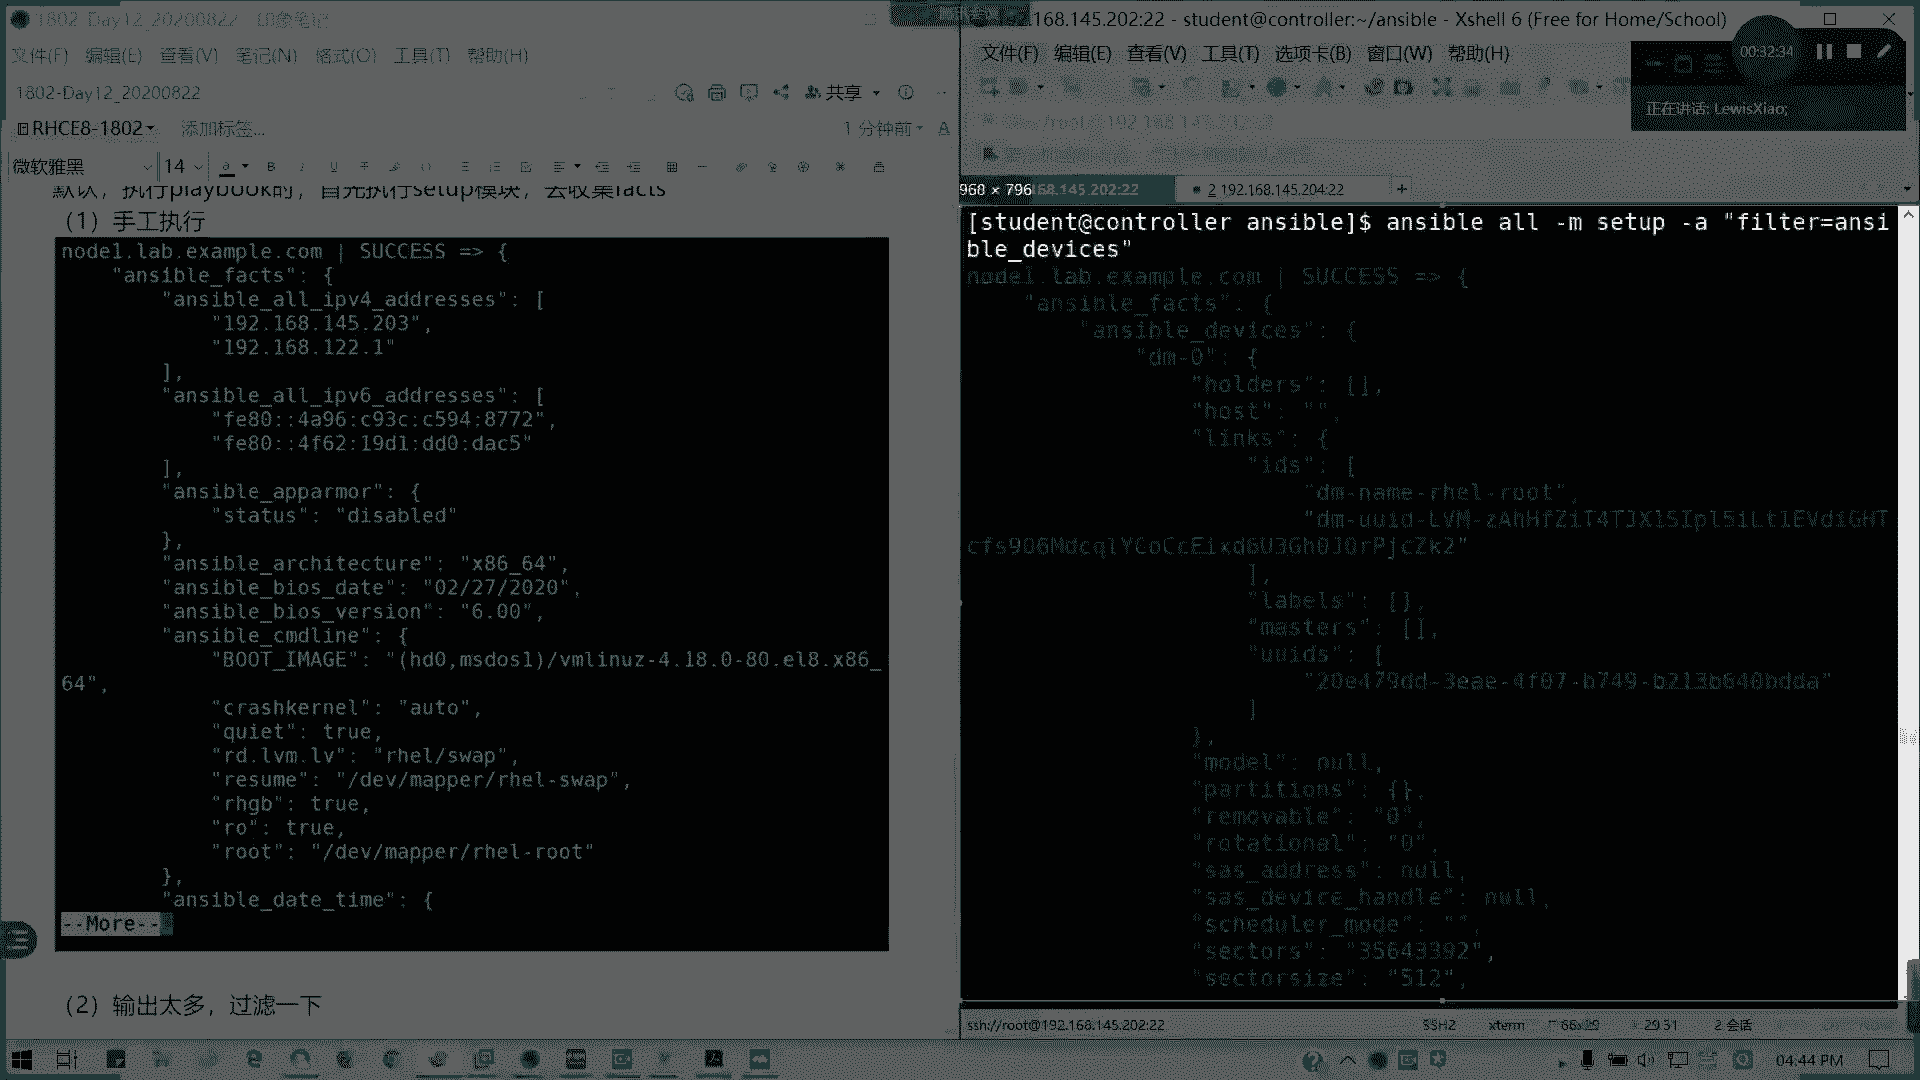 1802-Day12_20200822 - 印象笔记
文件(F) 编辑(E) 查看(V) 笔记(N) 格式(O) 工具(T) 帮助(H)
1802-Day12_20200822
共享
RHCE8-1802 添加标签...
1 分钟前
微软雅黑 14
默认，执行playbook的，首先执行setup模块，去收集facts
（1）手工执行
node1.lab.example.com | SUCCESS => {
"ansible_facts": {
"ansible_all_ipv4_addresses": [
"192.168.145.203",
"192.168.122.1"
],
"ansible_all_ipv6_addresses": [
"fe80::4a96:c93c:c594:8772",
"fe80::4f62:19d1:dd0:dac5"
],
"ansible_apparmor": {
"status": "disabled"
},
"ansible_architecture": "x86_64",
"ansible_bios_date": "02/27/2020",
"ansible_bios_version": "6.00",
"ansible_cmdline": {
"BOOT_IMAGE": "(hd0,msdos1)/vmlinuz-4.18.0-80.el8.x86_
64",
"crashkernel": "auto",
"quiet": true,
"rd.lvm.lv": "rhel/swap",
"resume": "/dev/mapper/rhel-swap",
"rhgb": true,
"ro": true,
"root": "/dev/mapper/rhel-root"
},
"ansible_date_time": {
--More--
（2）输出太多，过滤一下
.168.145.202:22 - student@controller:~/ansible - Xshell 6 (Free for Home/School)
文件(F) 编辑(E) 查看(V) 工具(T) 选项卡(B) 窗口(W) 帮助(H)
00:32:34
正在讲话: LewisXiao;
968 × 796
68.145.202:22
2 192.168.145.204:22 +
[student@controller ansible]$ ansible all -m setup -a "filter=ansi
ble_devices"
node1.lab.example.com | SUCCESS => {
"ansible_facts": {
"ansible_devices": {
"dm-0": {
"holders": [],
"host": "",
"links": {
"ids": [
"dm-name-rhel-root",
],
"labels": [],
"masters": [],
"uuids": [
"20e479dd-3eae-4f07-b749-b213b640bdda"
]
},
"model": null,
"partitions": {},
"removable": "0",
"rotational": "0",
"sas_address": null,
"sas_device_handle": null,
"scheduler_mode": "",
"sectors": "35643392",
"sectorsize": "512",
ssh://root@192.168.145.202:22
SSH2 xterm 66x29 29,31 2 会话
04:44 PM